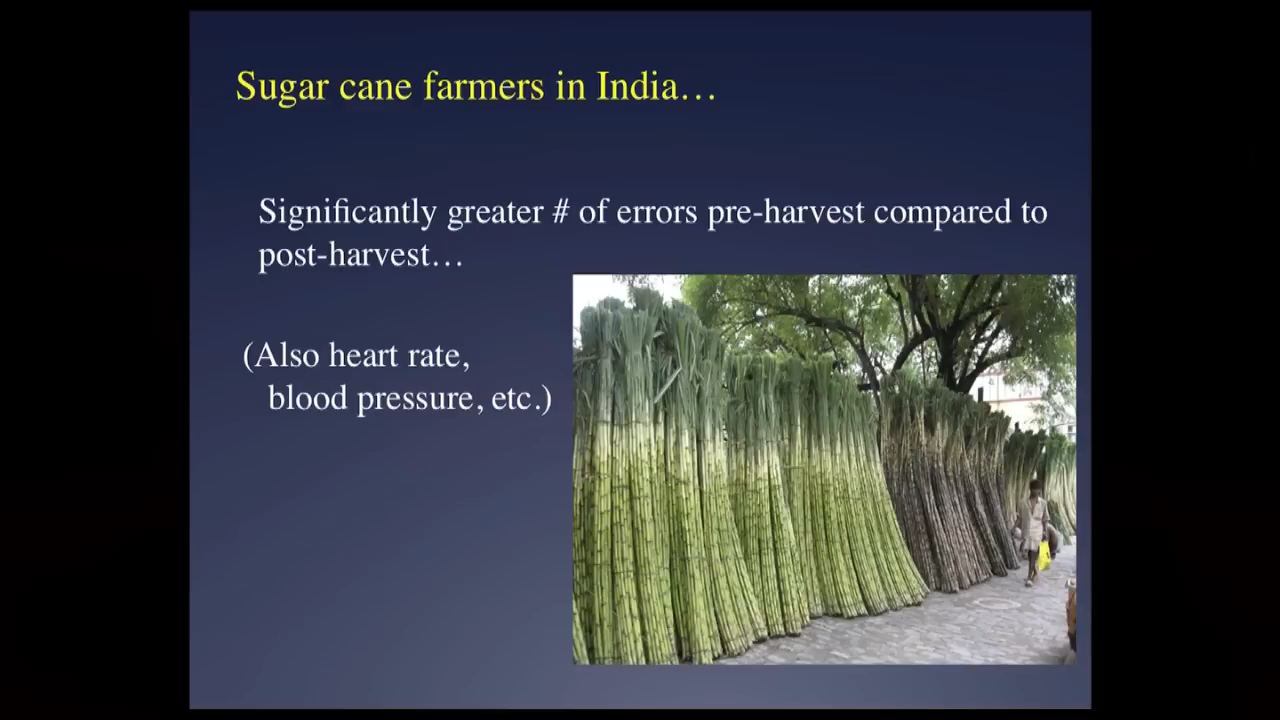 Sugar cane farmers in India…
Significantly greater # of errors pre-harvest compared to
post-harvest…
(Also heart rate,
blood pressure, etc.)